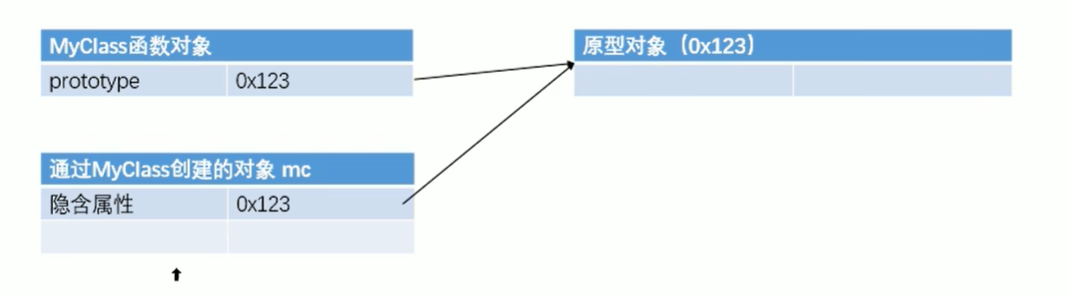 MyClass函数对象
prototype 0x123
原型对象（0x123）
通过MyClass创建的对象 mc
隐含属性 0x123